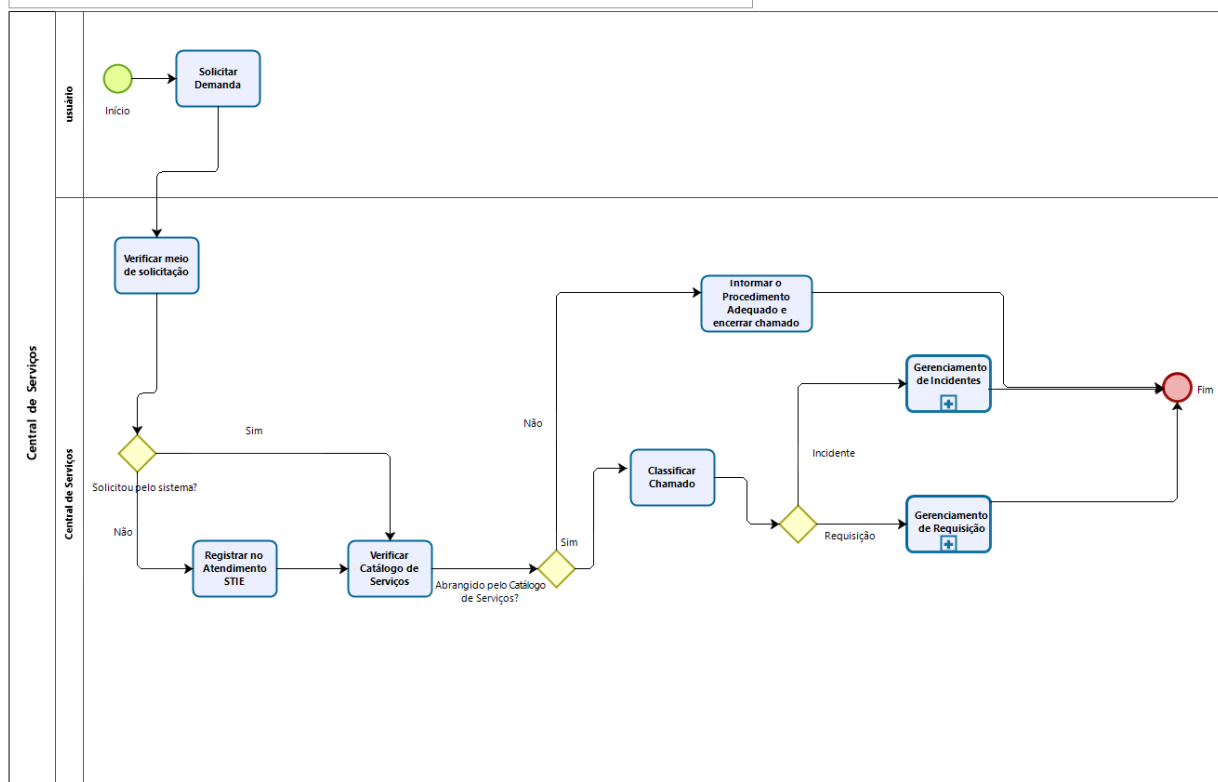 Central de Serviços
usuário
Início
Solicitar
Demanda
Central de Serviços
Verificar meio
de solicitação
Solicitou pelo sistema?
Sim
Não
Registrar no
Atendimento
STIE
Verificar
Catálogo de
Serviços
Abrangido pelo Catálogo
de Serviços?
Não
Sim
Informar o
Procedimento
Adequado e
encerrar chamado
Classificar
Chamado
Incidente
Requisição
Gerenciamento
de Incidentes
Gerenciamento
de Requisição
Fim